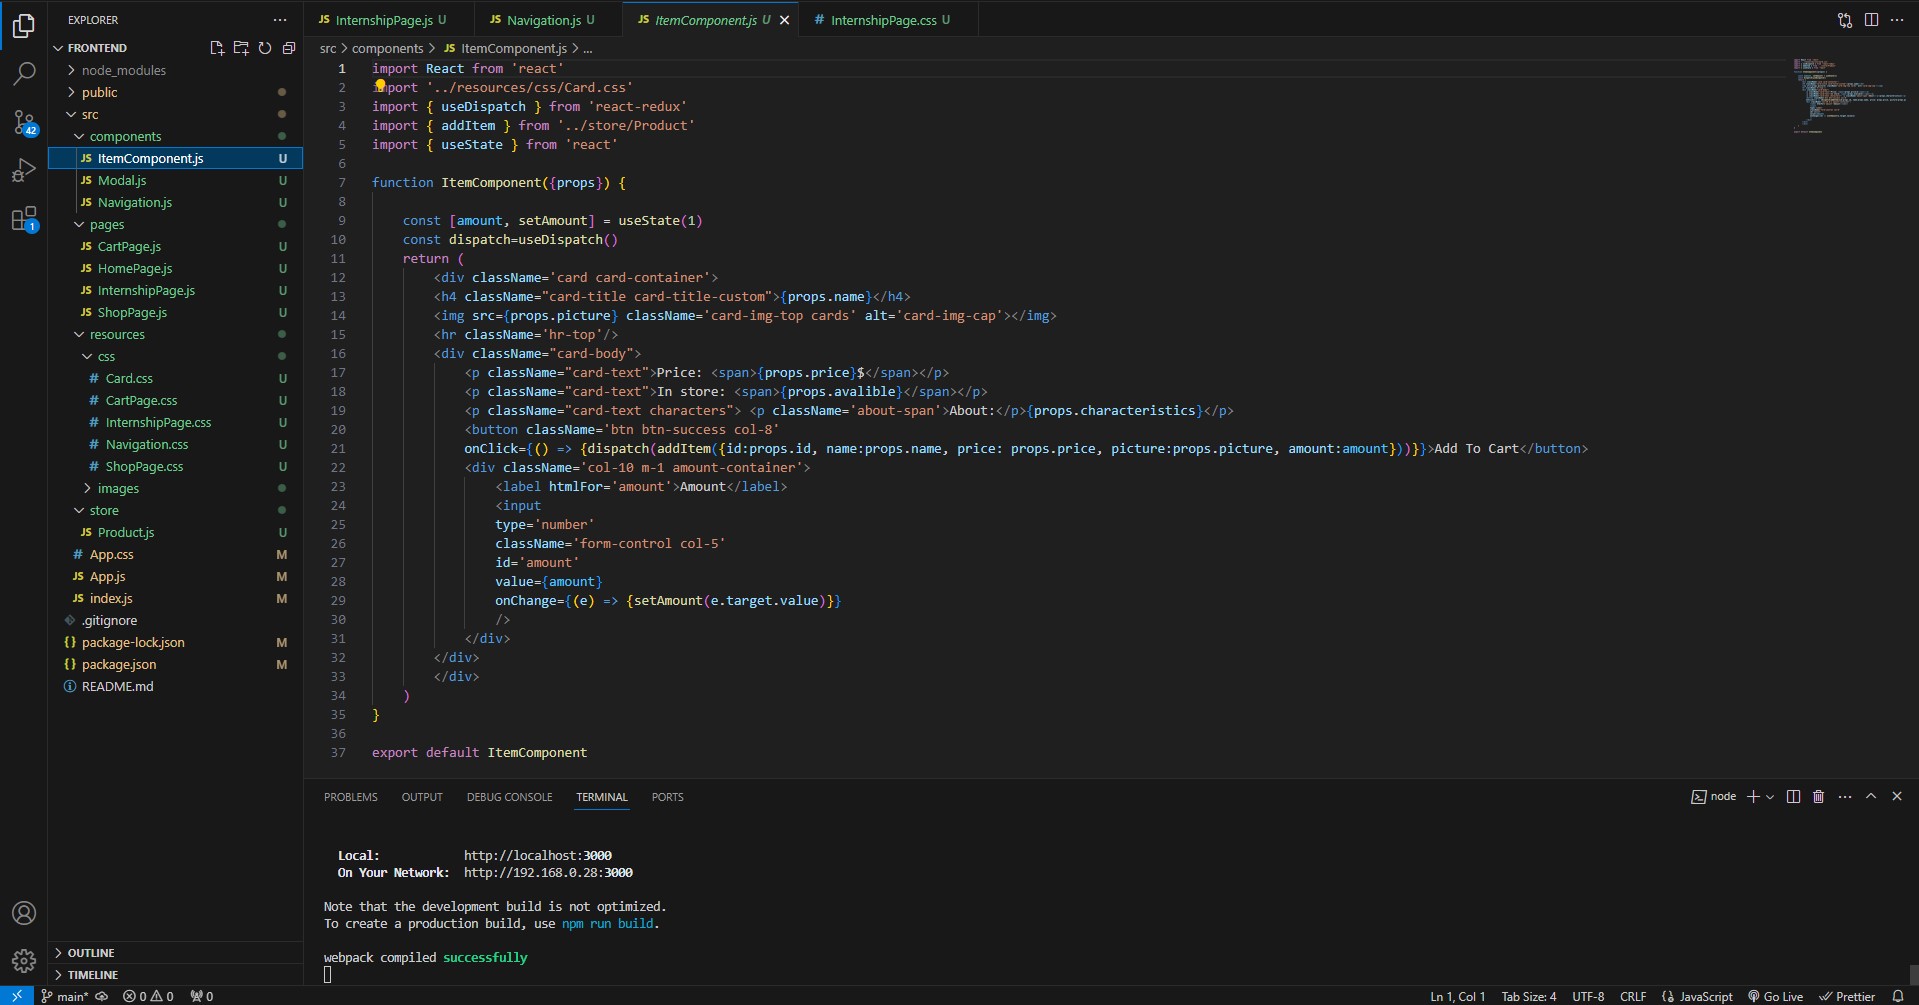 EXPLORER
FRONTEND
node_modules
public
src
components
JS ItemComponent.js U
JS Modal.js U
JS Navigation.js U
pages
JS CartPage.js U
JS HomePage.js U
JS InternshipPage.js U
JS ShopPage.js U
resources
css
# Card.css U
# CartPage.css U
# InternshipPage.css U
# Navigation.css U
# ShopPage.css U
images
store
JS Product.js U
# App.css M
JS App.js M
JS index.js M
.gitignore
{} package-lock.json M
{} package.json M
README.md
OUTLINE
TIMELINE
42
1
JS InternshipPage.js U
JS Navigation.js U
JS ItemComponent.js U
# InternshipPage.css U
src > components > JS ItemComponent.js > ...
1 import React from 'react'
2 import '../resources/css/Card.css'
3 import { useDispatch } from 'react-redux'
4 import { addItem } from '../store/Product'
5 import { useState } from 'react'
6
7 function ItemComponent({props}) {
8
9 const [amount, setAmount] = useState(1)
10 const dispatch=useDispatch()
11 return (
12 <div className='card card-container'>
13 <h4 className="card-title card-title-custom">{props.name}</h4>
14 <img src={props.picture} className='card-img-top cards' alt='card-img-cap'></img>
15 <hr className='hr-top'/>
16 <div className="card-body">
17 <p className="card-text">Price: <span>{props.price}$</span></p>
18 <p className="card-text">In store: <span>{props.avalible}</span></p>
19 <p className="card-text characters"> <p className='about-span'>About:</p>{props.characteristics}</p>
20 <button className='btn btn-success col-8'
21 onClick={() => {dispatch(addItem({id:props.id, name:props.name, price: props.price, picture:props.picture, amount:amount}))}}>Add To Cart</button>
22 <div className='col-10 m-1 amount-container'>
23 <label htmlFor='amount'>Amount</label>
24 <input
25 type='number'
26 className='form-control col-5'
27 id='amount'
28 value={amount}
29 onChange={(e) => {setAmount(e.target.value)}}
30 />
31 </div>
32 </div>
33 </div>
34 )
35 }
36
37 export default ItemComponent
PROBLEMS OUTPUT DEBUG CONSOLE TERMINAL PORTS
node
Local: http://localhost:3000
On Your Network: http://192.168.0.28:3000
Note that the development build is not optimized.
To create a production build, use npm run build.
webpack compiled successfully
main* 0 0 0
Ln 1, Col 1 Tab Size: 4 UTF-8 CRLF {} JavaScript Go Live Prettier